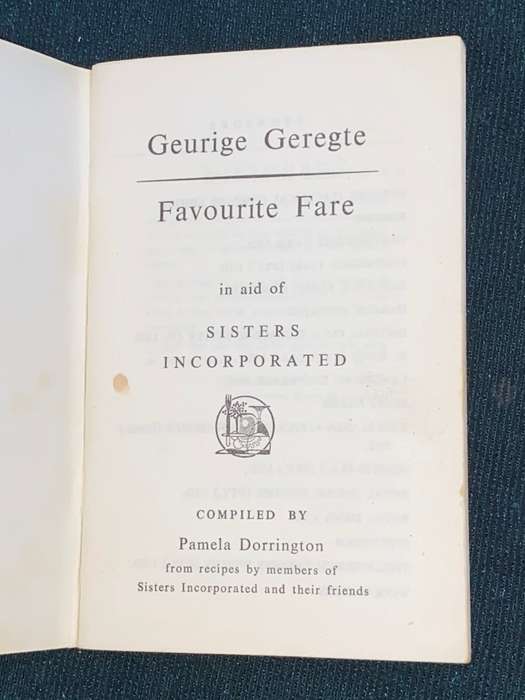 Geurige Geregte
Favourite Fare
in aid of
SISTERS
INCORPORATED
COMPILED BY
Pamela Dorrington
from recipes by members of
Sisters Incorporated and their friends